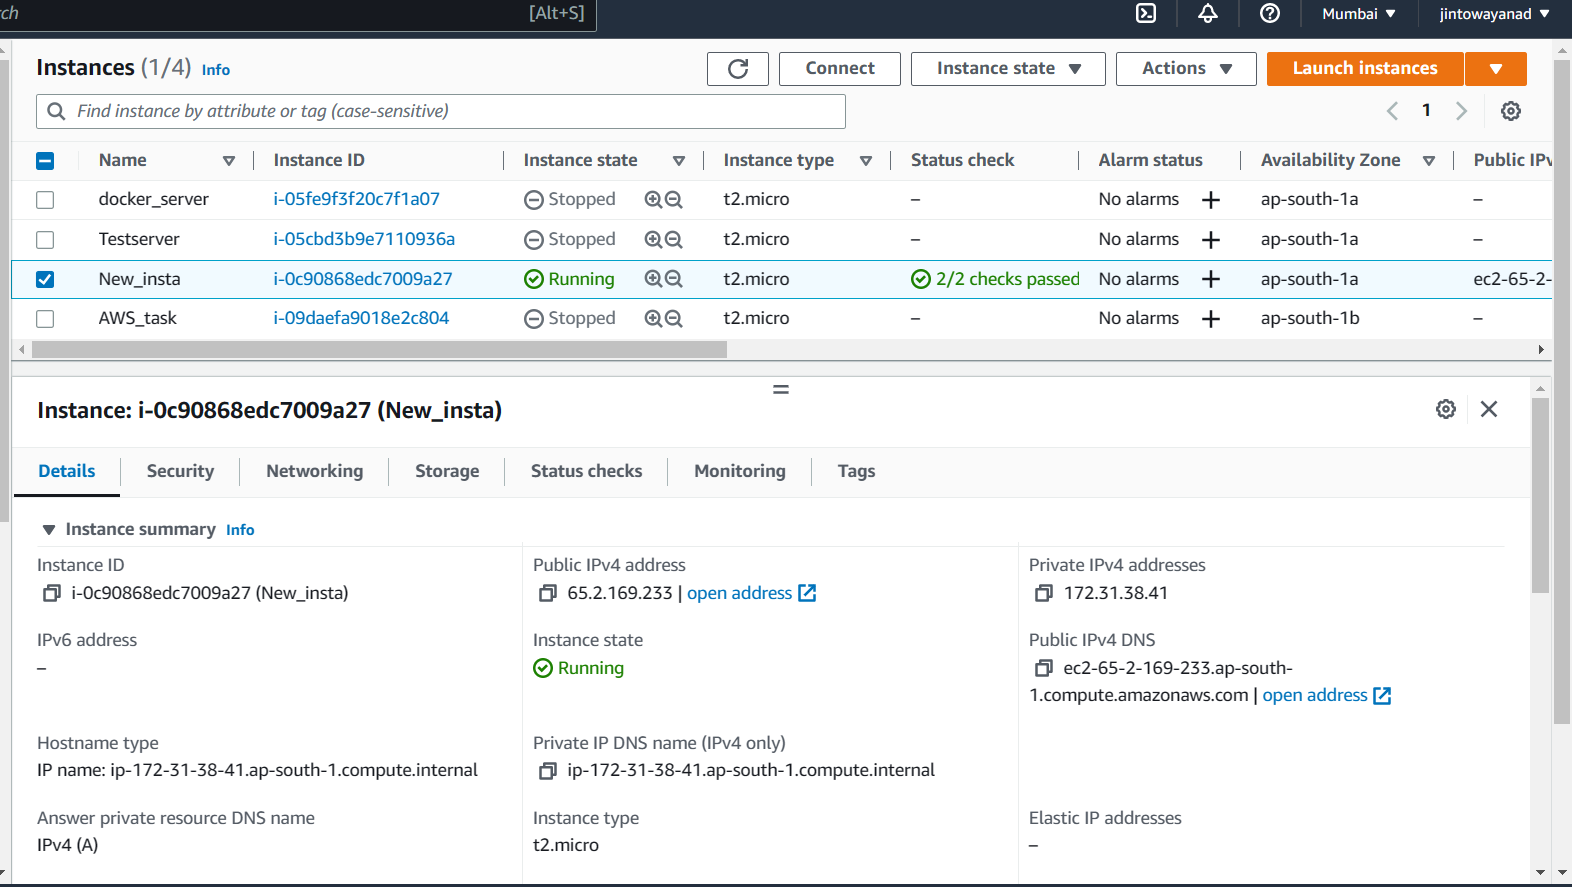 rch [Alt+S] Mumbai ▼ jintowayanad ▼
Instances (1/4) Info Connect Instance state ▼ Actions ▼ Launch instances ▼
Find instance by attribute or tag (case-sensitive) 1
Name Instance ID Instance state Instance type Status check Alarm status Availability Zone Public IPv
docker_server i-05fe9f3f20c7f1a07 Stopped t2.micro – No alarms + ap-south-1a –
Testserver i-05cbd3b9e7110936a Stopped t2.micro – No alarms + ap-south-1a –
New_insta i-0c90868edc7009a27 Running t2.micro 2/2 checks passed No alarms + ap-south-1a ec2-65-2-
AWS_task i-09daefa9018e2c804 Stopped t2.micro – No alarms + ap-south-1b –
Instance: i-0c90868edc7009a27 (New_insta)
Details Security Networking Storage Status checks Monitoring Tags
▼ Instance summary Info
Instance ID
i-0c90868edc7009a27 (New_insta)
Public IPv4 address
65.2.169.233 | open address
Private IPv4 addresses
172.31.38.41
IPv6 address
–
Instance state
Running
Public IPv4 DNS
ec2-65-2-169-233.ap-south-
1.compute.amazonaws.com | open address
Hostname type
IP name: ip-172-31-38-41.ap-south-1.compute.internal
Private IP DNS name (IPv4 only)
ip-172-31-38-41.ap-south-1.compute.internal
Answer private resource DNS name
IPv4 (A)
Instance type
t2.micro
Elastic IP addresses
–